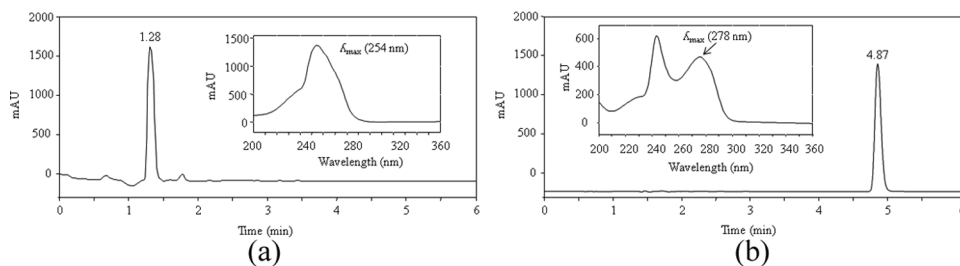 2000
1500
1000
500
0
mAU
1.28
0 1 2 3 4 5 6
Time (min)
1500
1000
500
0
mAU
λmax (254 nm)
200 240 280 320 360
Wavelength (nm)
(a)
2000
1500
1000
500
0
mAU
4.87
0 1 2 3 4 5
Time (min)
600
400
200
0
mAU
λmax (278 nm)
200 220 240 260 280 300 320 340 360
Wavelength (nm)
(b)